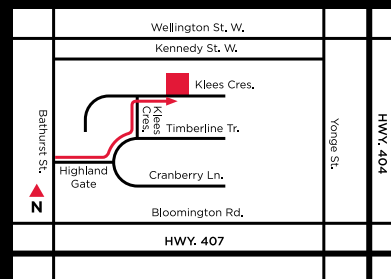 Wellington St. W.
Kennedy St. W.
Klees Cres.
Klees
Cres.
Timberline Tr.
Bathurst St.
Yonge St.
HWY. 404
Highland
Gate
Cranberry Ln.
N
Bloomington Rd.
HWY. 407